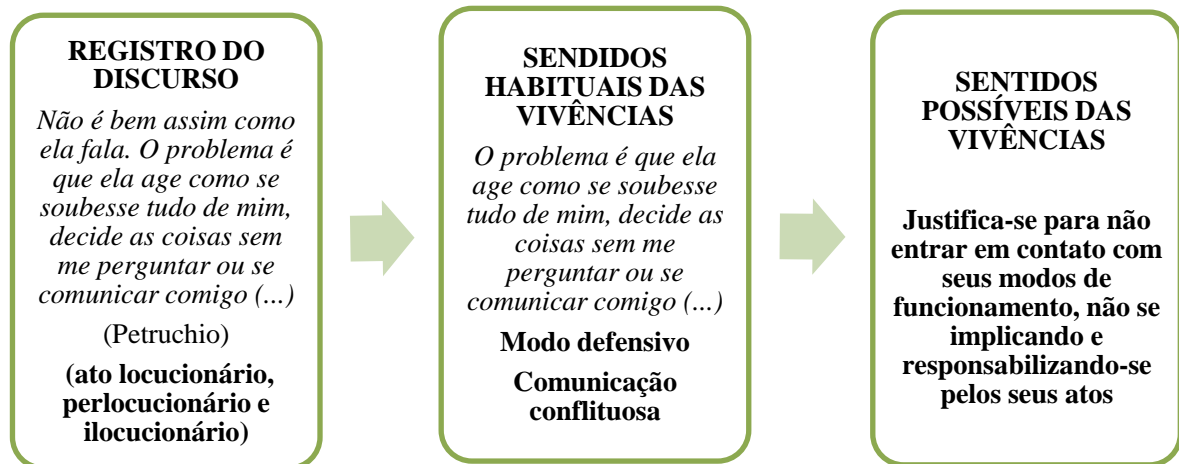 REGISTRO DO
DISCURSO
Não é bem assim como
ela fala. O problema é
que ela age como se
soubesse tudo de mim,
decide as coisas sem
me perguntar ou se
comunicar comigo (...)
(Petruchio)
(ato locucionário,
perlocucionário e
ilocucionário)
SENDIDOS
HABITUAIS DAS
VIVÊNCIAS
O problema é que ela
age como se soubesse
tudo de mim, decide as
coisas sem me
perguntar ou se
comunicar comigo (...)
Modo defensivo
Comunicação
conflituosa
SENTIDOS
POSSÍVEIS DAS
VIVÊNCIAS
Justifica-se para não
entrar em contato com
seus modos de
funcionamento, não se
implicando e
responsabilizando-se
pelos seus atos